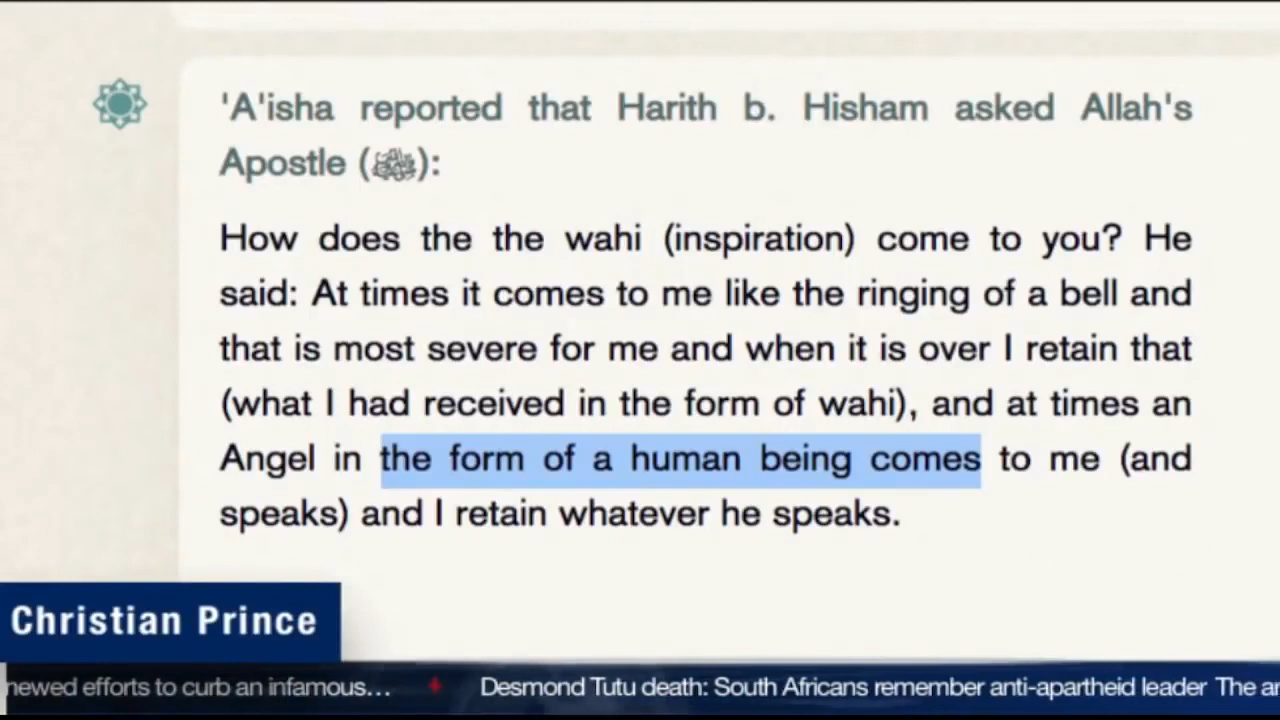 'A'isha reported that Harith b. Hisham asked Allah's
Apostle (ﷺ):
How does the the wahi (inspiration) come to you? He
said: At times it comes to me like the ringing of a bell and
that is most severe for me and when it is over I retain that
(what I had received in the form of wahi), and at times an
Angel in the form of a human being comes to me (and
speaks) and I retain whatever he speaks.
Christian Prince
newed efforts to curb an infamous... Desmond Tutu death: South Africans remember anti-apartheid leader The ar